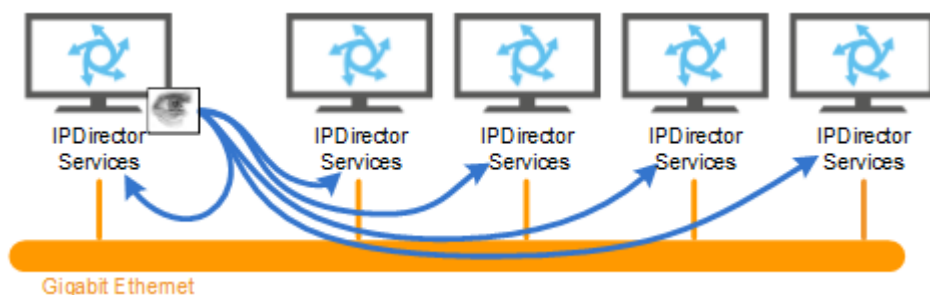 IPDirector
Services
IPDirector
Services
IPDirector
Services
IPDirector
Services
IPDirector
Services
Gigabit Ethernet